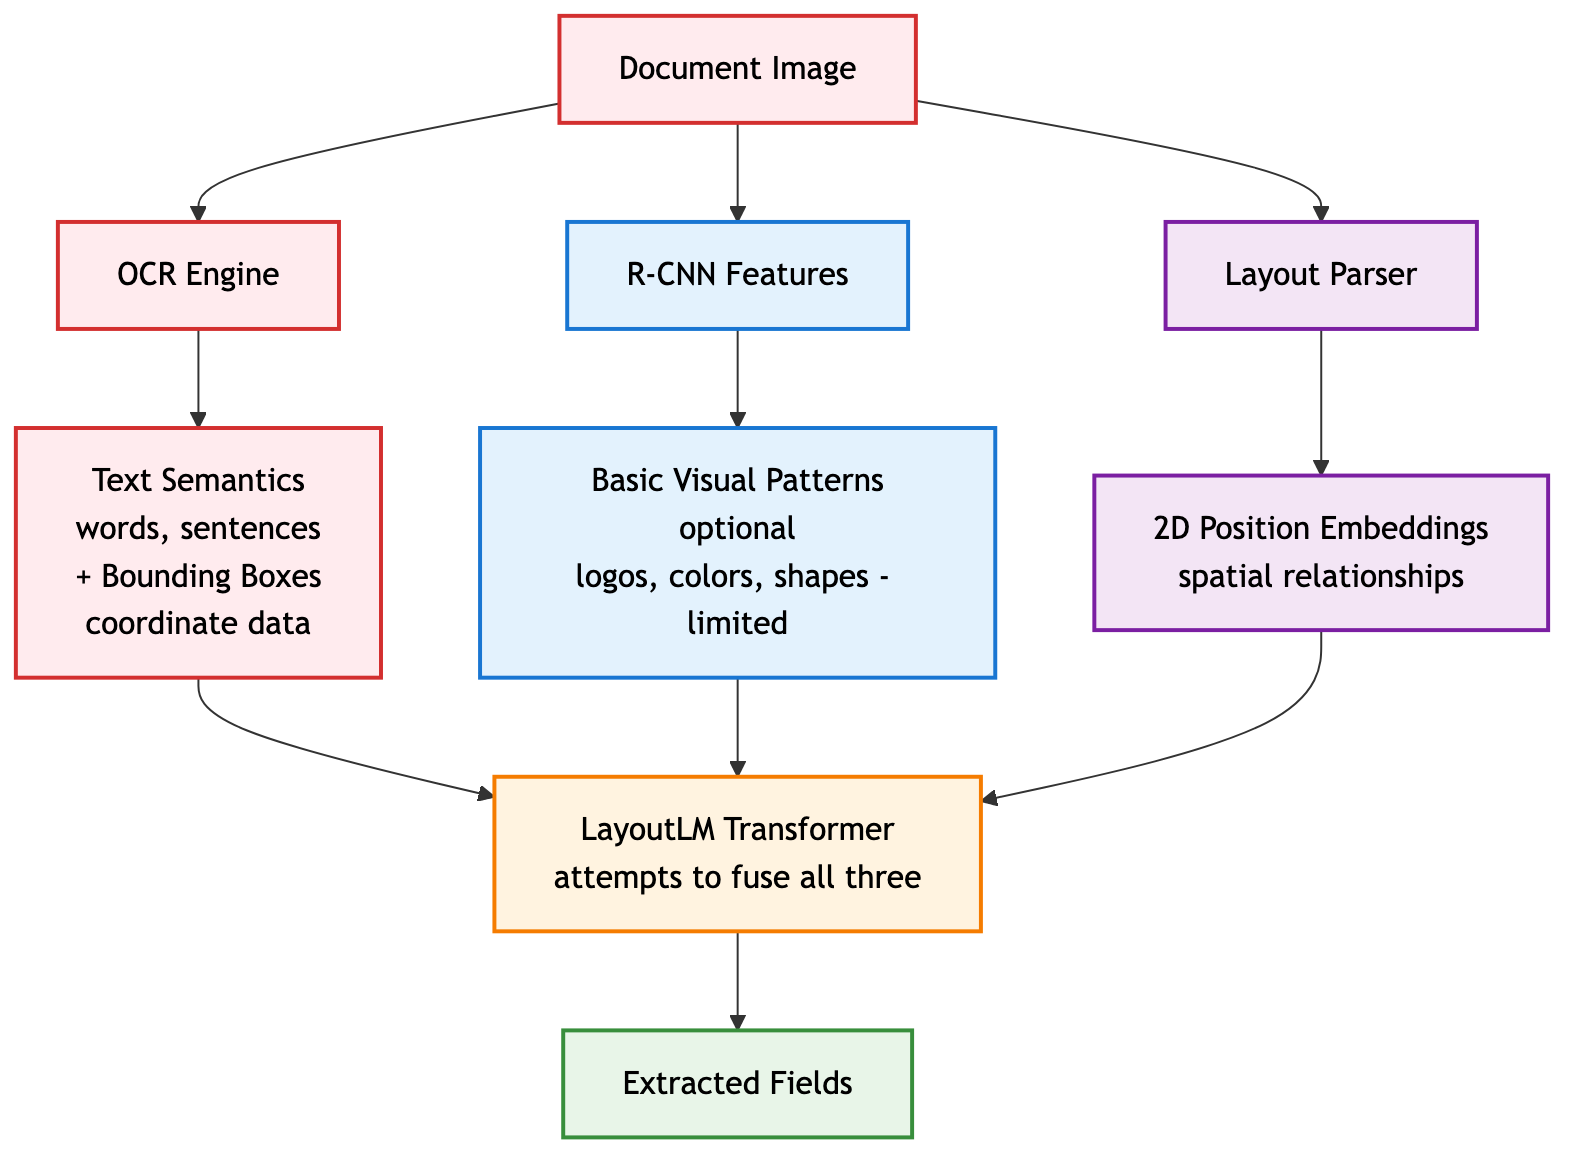 Document Image
OCR Engine
R-CNN Features
Layout Parser
Text Semantics
words, sentences
+ Bounding Boxes
coordinate data
Basic Visual Patterns
optional
logos, colors, shapes -
limited
2D Position Embeddings
spatial relationships
LayoutLM Transformer
attempts to fuse all three
Extracted Fields